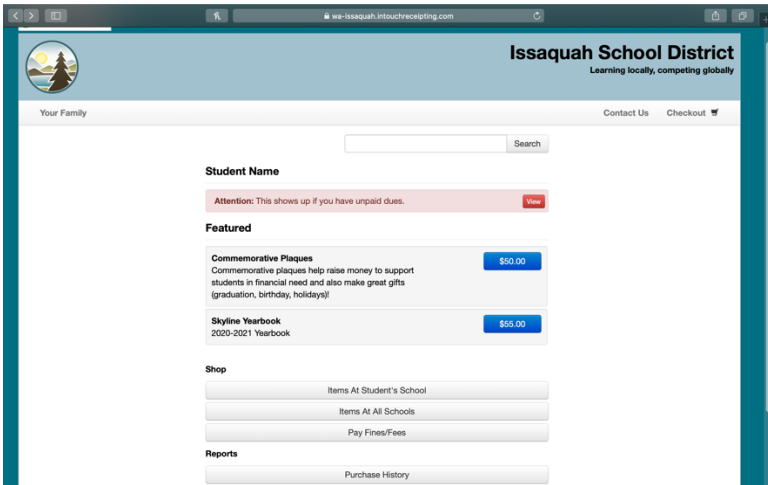 wa-issaquah.intouchreceipting.com
Issaquah School District
Learning locally, competing globally
Your Family
Contact Us
Checkout
Search
Student Name
Attention: This shows up if you have unpaid dues.
View
Featured
Commemorative Plaques
$50.00
Commemorative plaques help raise money to support
students in financial need and also make great gifts
(graduation, birthday, holidays)!
Skyline Yearbook
$55.00
2020-2021 Yearbook
Shop
Items At Student's School
Items At All Schools
Pay Fines/Fees
Reports
Purchase History